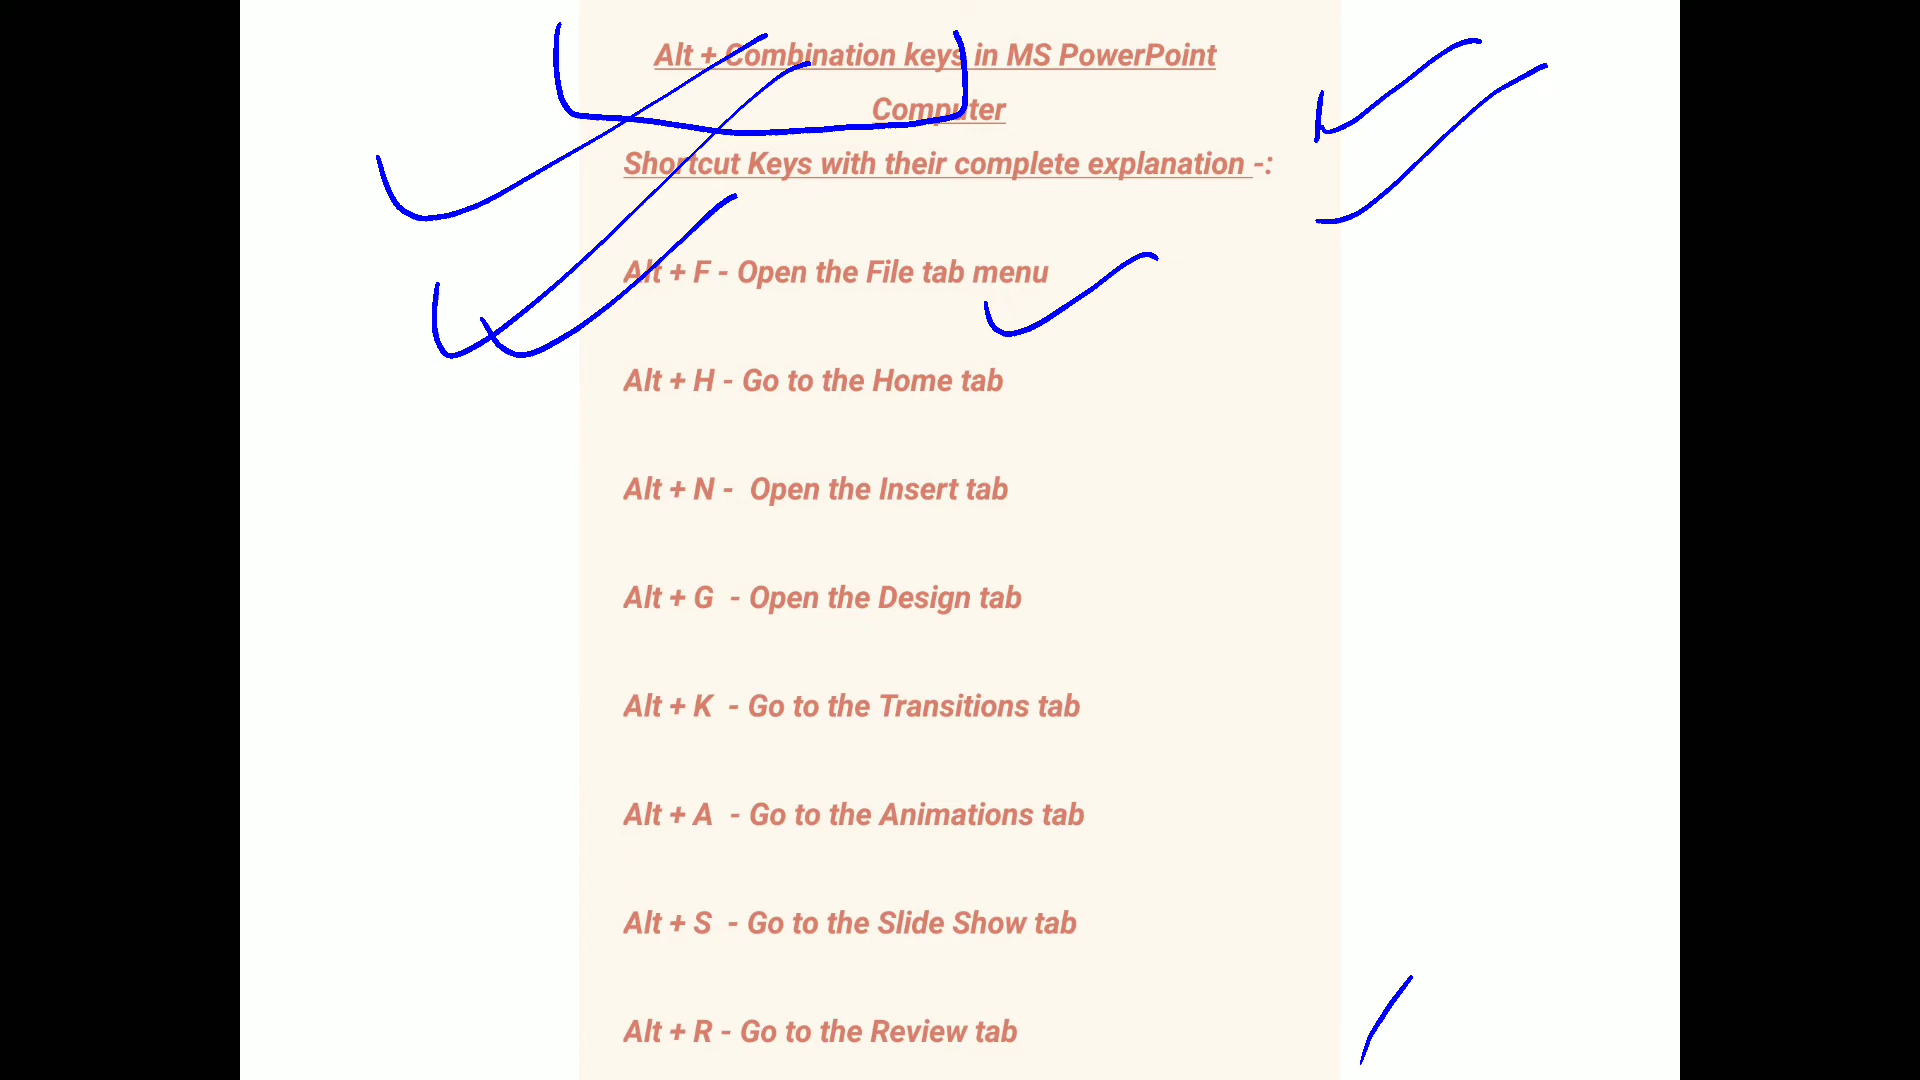 Alt + Combination keys in MS PowerPoint
Computer
Shortcut Keys with their complete explanation -:
Alt + F - Open the File tab menu
Alt + H - Go to the Home tab
Alt + N -  Open the Insert tab
Alt + G  - Open the Design tab
Alt + K  - Go to the Transitions tab
Alt + A  - Go to the Animations tab
Alt + S  - Go to the Slide Show tab
Alt + R - Go to the Review tab